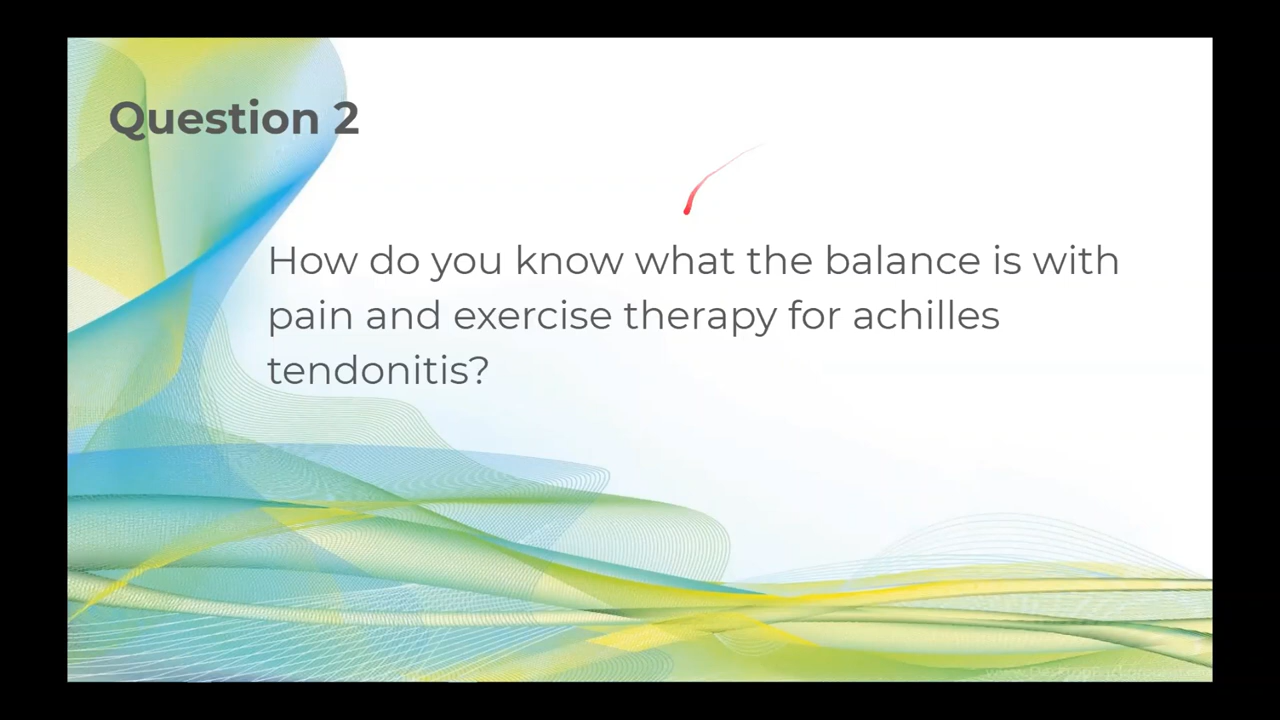 Question 2
How do you know what the balance is with
pain and exercise therapy for achilles
tendonitis?